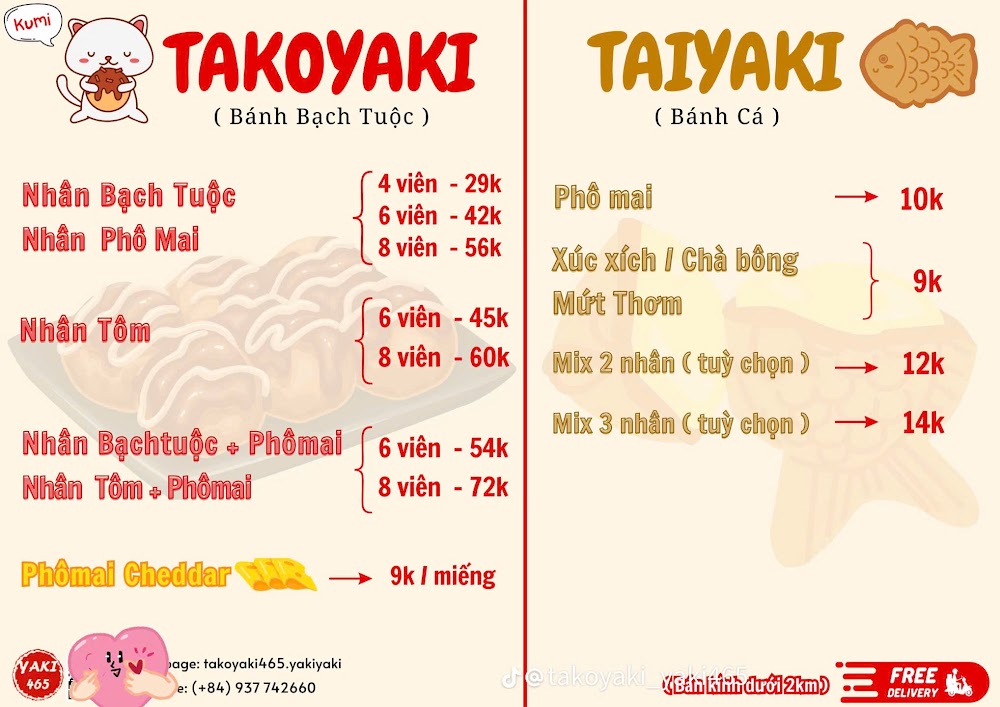 Kumi
TAKOYAKI
( Bánh Bạch Tuộc )
Nhân Bạch Tuộc
Nhân Phô Mai
4 viên - 29k
6 viên - 42k
8 viên - 56k
Nhân Tôm
6 viên - 45k
8 viên - 60k
Nhân Bạchtuộc + Phômai
Nhân Tôm + Phômai
6 viên - 54k
8 viên - 72k
Phômai Cheddar
9k / miếng
YAKI
465
page: takoyaki465.yakiyaki
(+84) 937 742660
TAIYAKI
( Bánh Cá )
Phô mai
10k
Xúc xích / Chà bông
Mứt Thơm
9k
Mix 2 nhân ( tuỳ chọn )
12k
Mix 3 nhân ( tuỳ chọn )
14k
@takoyaki_yaki465
( Bán kính dưới 2km )
FREE
DELIVERY